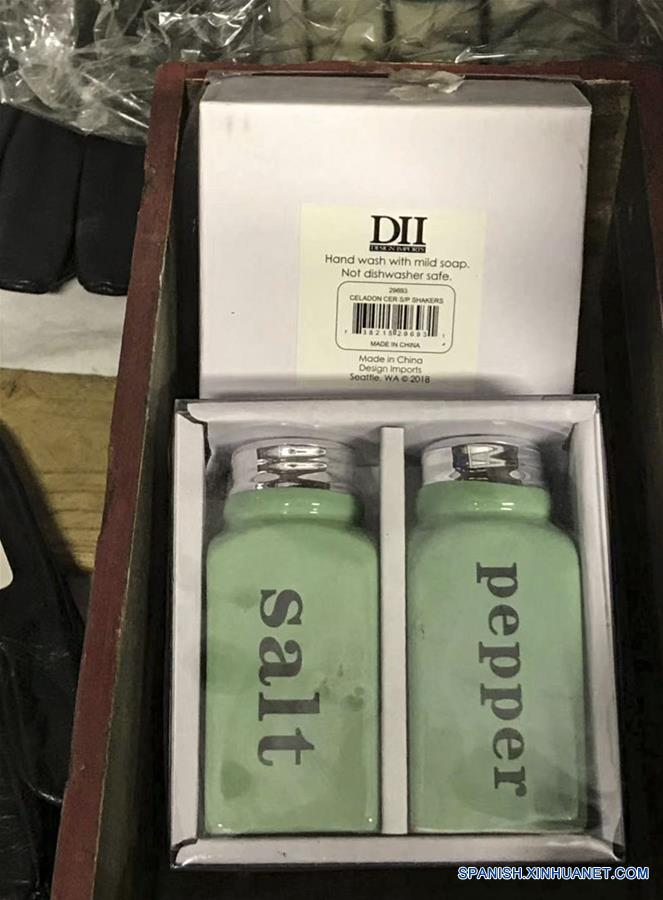 DII
DESIGN IMPORTS
Hand wash with mild soap.
Not dishwasher safe.
29693
CELADON CER S/P SHAKERS
MADE IN CHINA
Made in China
Design Imports
Seattle, WA © 2018
salt
pepper
SPANISH.XINHUANET.COM